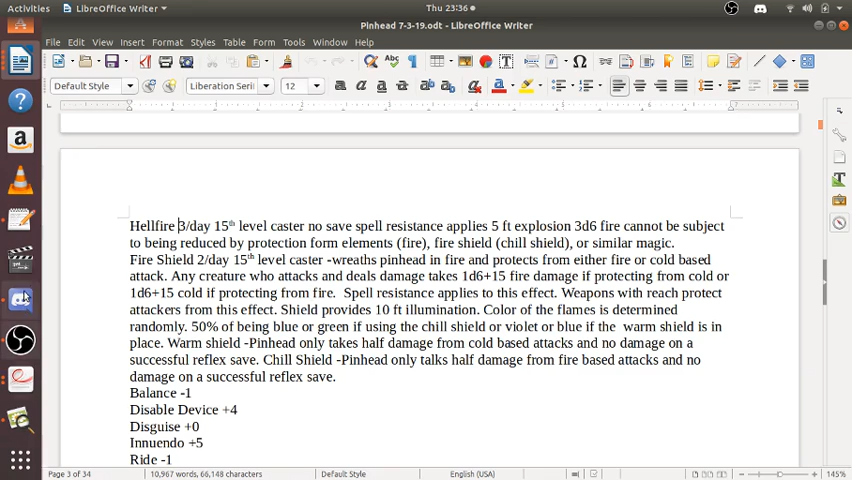 Activities
LibreOffice Writer
Thu 23:36
Pinhead 7-3-19.odt - LibreOffice Writer
File Edit View Insert Format Styles Table Form Tools Window Help
Default Style
Liberation Seri
12
1 2 3 4 5 6 7
Hellfire 3/day 15th level caster no save spell resistance applies 5 ft explosion 3d6 fire cannot be subject
to being reduced by protection form elements (fire), fire shield (chill shield), or similar magic.
Fire Shield 2/day 15th level caster -wreaths pinhead in fire and protects from either fire or cold based
attack. Any creature who attacks and deals damage takes 1d6+15 fire damage if protecting from cold or
1d6+15 cold if protecting from fire.  Spell resistance applies to this effect. Weapons with reach protect
attackers from this effect. Shield provides 10 ft illumination. Color of the flames is determined
randomly. 50% of being blue or green if using the chill shield or violet or blue if the  warm shield is in
place. Warm shield -Pinhead only takes half damage from cold based attacks and no damage on a
successful reflex save. Chill Shield -Pinhead only talks half damage from fire based attacks and no
damage on a successful reflex save.
Balance -1
Disable Device +4
Disguise +0
Innuendo +5
Ride -1
Page 3 of 34
10,967 words, 66,148 characters
Default Style
English (USA)
145%